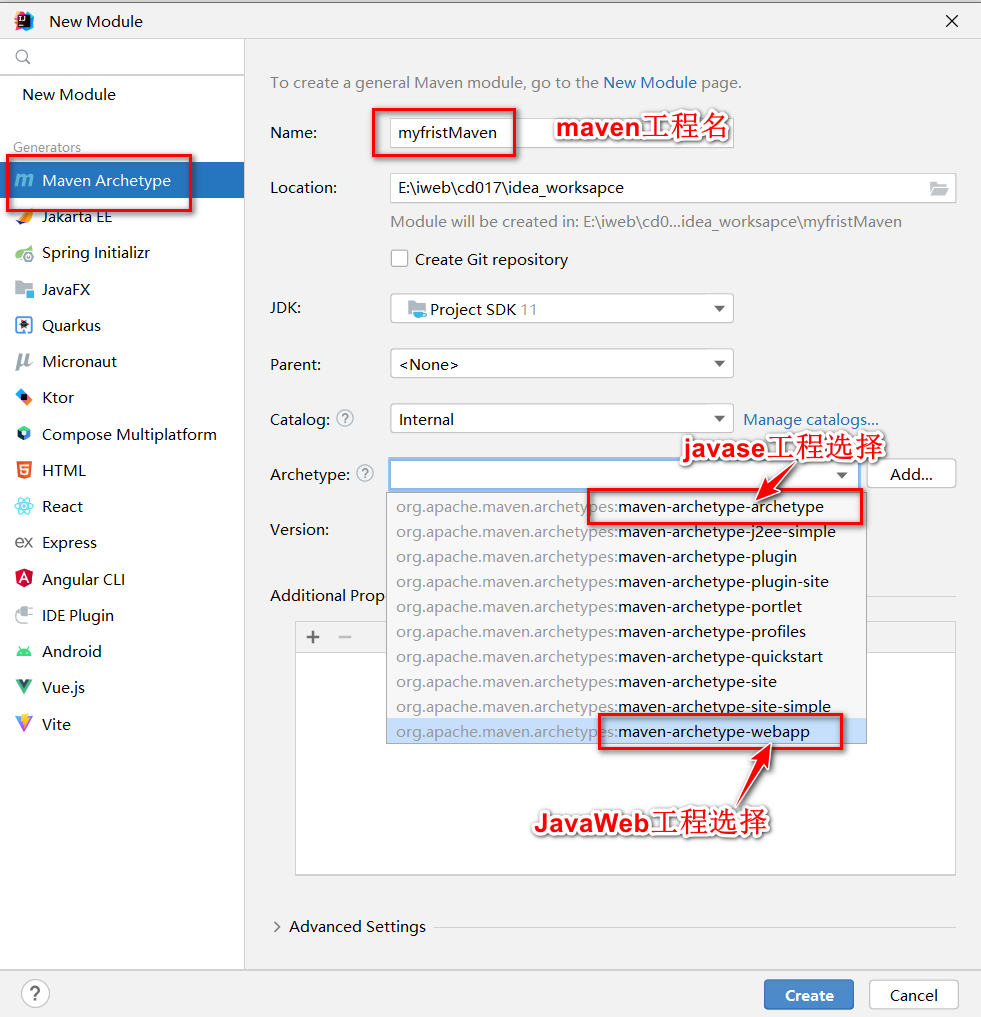 New Module
New Module
Generators
Maven Archetype
Jakarta EE
Spring Initializr
JavaFX
Quarkus
Micronaut
Ktor
Compose Multiplatform
HTML
React
Express
Angular CLI
IDE Plugin
Android
Vue.js
Vite
To create a general Maven module, go to the New Module page.
Name: myfristMaven maven工程名
Location: E:\iweb\cd017\idea_worksapce
Module will be created in: E:\iweb\cd0...idea_worksapce\myfristMaven
Create Git repository
JDK: Project SDK 11
Parent: <None>
Catalog: ? Internal Manage catalogs...
javase工程选择
Archetype: ? Add...
org.apache.maven.archetypes:maven-archetype-archetype
org.apache.maven.archetypes:maven-archetype-j2ee-simple
Version:
org.apache.maven.archetypes:maven-archetype-plugin
org.apache.maven.archetypes:maven-archetype-plugin-site
Additional Prop
org.apache.maven.archetypes:maven-archetype-portlet
org.apache.maven.archetypes:maven-archetype-profiles
org.apache.maven.archetypes:maven-archetype-quickstart
org.apache.maven.archetypes:maven-archetype-site
org.apache.maven.archetypes:maven-archetype-site-simple
org.apache.maven.archetypes:maven-archetype-webapp
JavaWeb工程选择
Advanced Settings
? Create Cancel